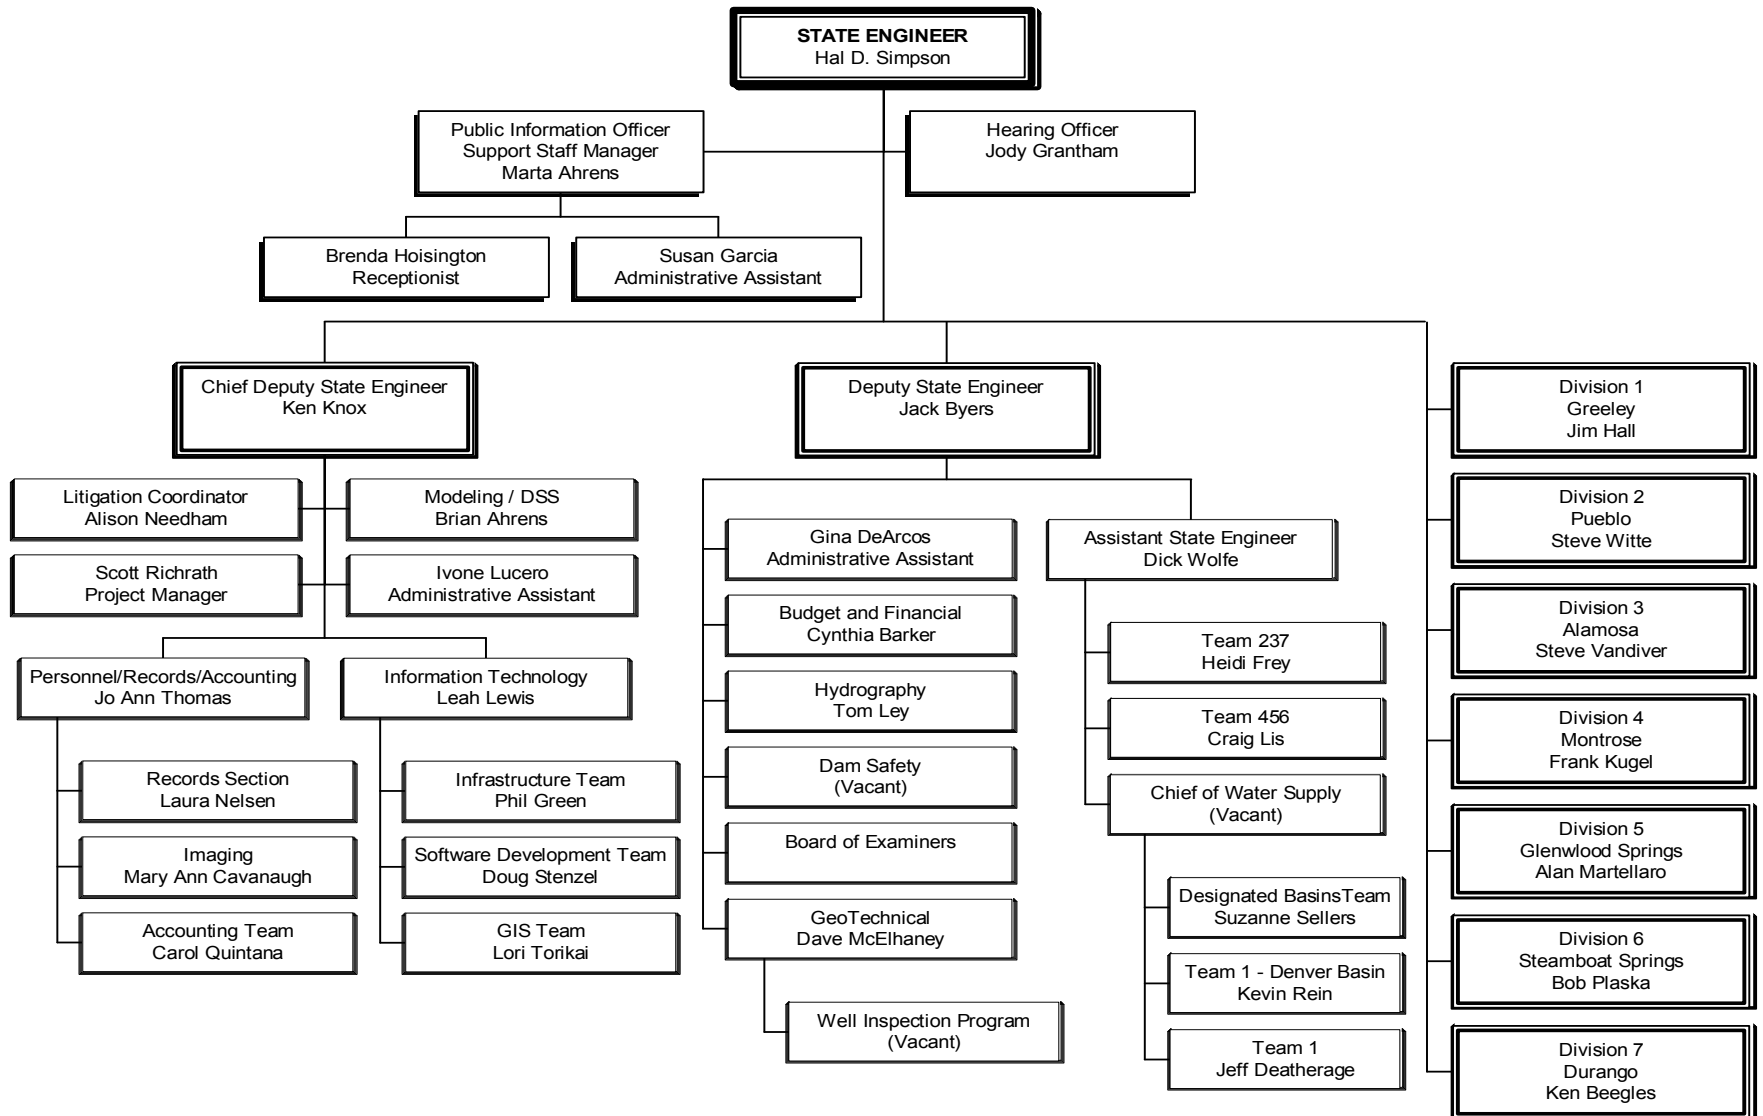 STATE ENGINEER
Hal D. Simpson
Public Information Officer
Support Staff Manager
Marta Ahrens
Hearing Officer
Jody Grantham
Brenda Hoisington
Receptionist
Susan Garcia
Administrative Assistant
Chief Deputy State Engineer
Ken Knox
Litigation Coordinator
Alison Needham
Modeling / DSS
Brian Ahrens
Scott Richrath
Project Manager
Ivone Lucero
Administrative Assistant
Personnel/Records/Accounting
Jo Ann Thomas
Records Section
Laura Nelsen
Imaging
Mary Ann Cavanaugh
Accounting Team
Carol Quintana
Information Technology
Leah Lewis
Infrastructure Team
Phil Green
Software Development Team
Doug Stenzel
GIS Team
Lori Torikai
Deputy State Engineer
Jack Byers
Gina DeArcos
Administrative Assistant
Budget and Financial
Cynthia Barker
Hydrography
Tom Ley
Dam Safety
(Vacant)
Board of Examiners
GeoTechnical
Dave McElhaney
Well Inspection Program
(Vacant)
Assistant State Engineer
Dick Wolfe
Team 237
Heidi Frey
Team 456
Craig Lis
Chief of Water Supply
(Vacant)
Designated BasinsTeam
Suzanne Sellers
Team 1 - Denver Basin
Kevin Rein
Team 1
Jeff Deatherage
Division 1
Greeley
Jim Hall
Division 2
Pueblo
Steve Witte
Division 3
Alamosa
Steve Vandiver
Division 4
Montrose
Frank Kugel
Division 5
Glenwlood Springs
Alan Martellaro
Division 6
Steamboat Springs
Bob Plaska
Division 7
Durango
Ken Beegles